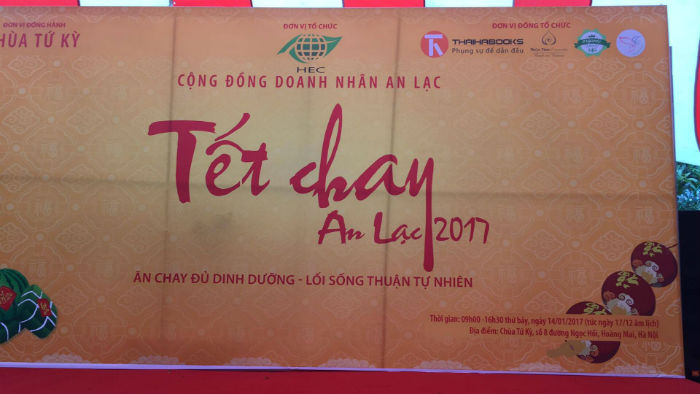 ĐƠN VỊ ĐỒNG HÀNH
CHÙA TỨ KỲ
ĐƠN VỊ TỔ CHỨC
HEC
CỘNG ĐỒNG DOANH NHÂN AN LẠC
ĐƠN VỊ ĐỒNG TỔ CHỨC
THAIHABOOKS
Phụng sự để dẫn đầu
Tết chay
An Lạc 2017
ĂN CHAY ĐỦ DINH DƯỠNG - LỐI SỐNG THUẬN TỰ NHIÊN
Thời gian: 09h00 -16h30 thứ bảy, ngày 14/01/2017 (tức ngày 17/12 âm lịch)
Địa điểm: Chùa Tứ Kỳ, số 8 đường Ngọc Hồi, Hoàng Mai, Hà Nội